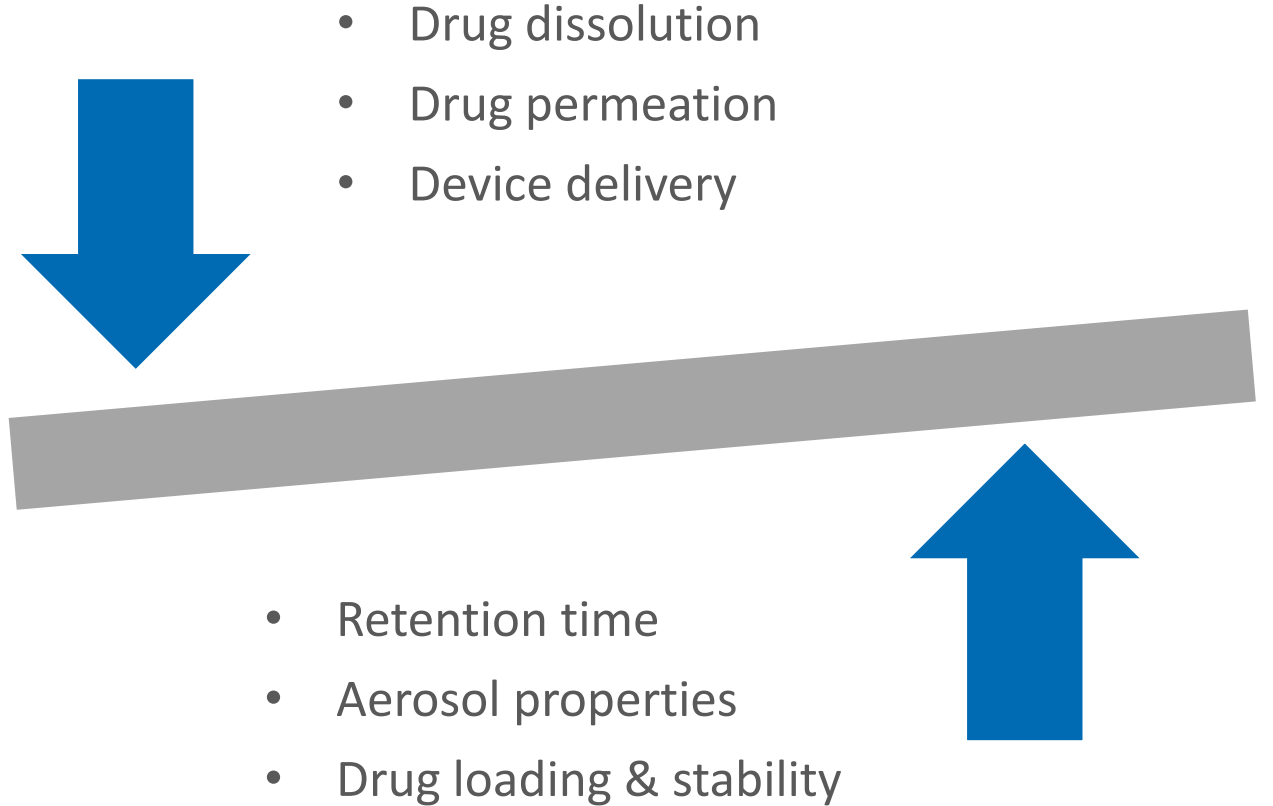 • Drug dissolution
• Drug permeation
• Device delivery
• Retention time
• Aerosol properties
• Drug loading & stability